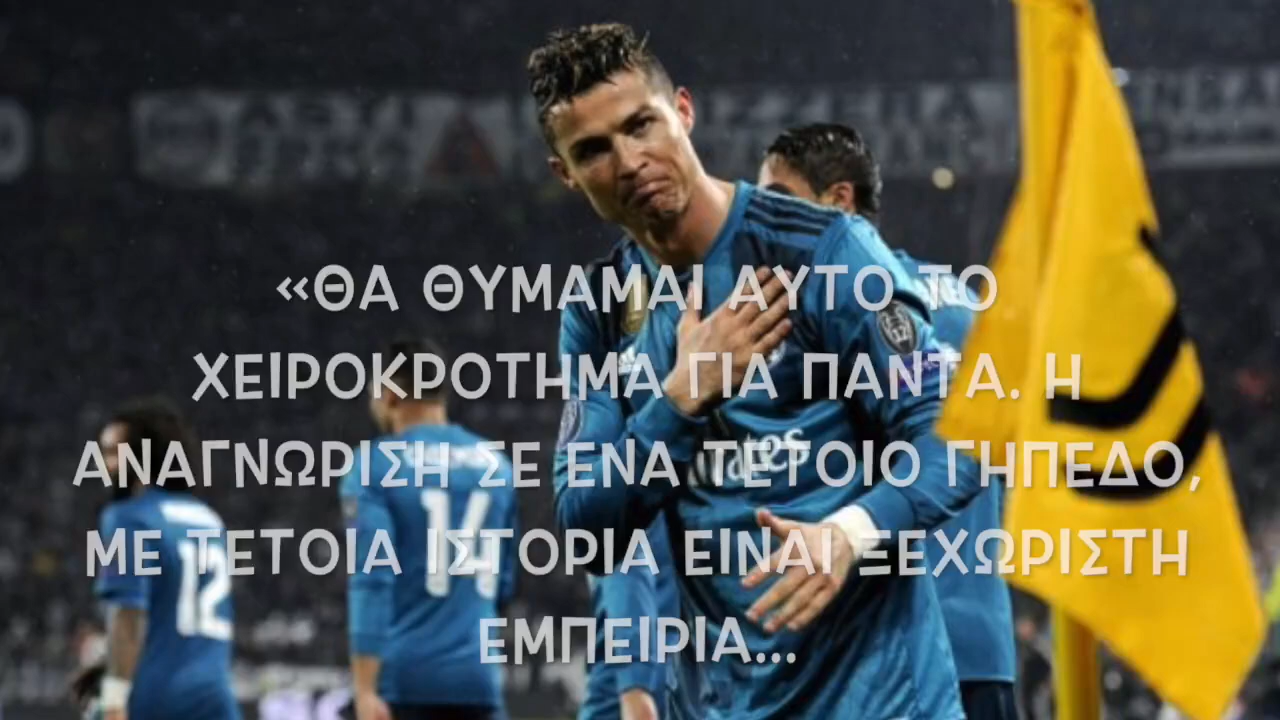 «ΘΑ ΘΥΜΑΜΑΙ ΑΥΤΟ ΤΟ
ΧΕΙΡΟΚΡΟΤΗΜΑ ΓΙΑ ΠΑΝΤΑ. Η
ΑΝΑΓΝΩΡΙΣΗ ΣΕ ΕΝΑ ΤΕΤΟΙΟ ΓΗΠΕΔΟ,
ΜΕ ΤΕΤΟΙΑ ΙΣΤΟΡΙΑ ΕΙΝΑΙ ΞΕΧΩΡΙΣΤΗ
ΕΜΠΕΙΡΙΑ...
12
14